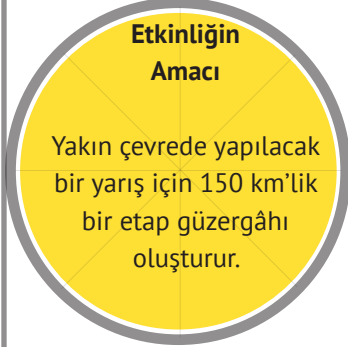 Etkinliğin
Amacı
Yakın çevrede yapılacak
bir yarış için 150 km’lik
bir etap güzergâhı
oluşturur.